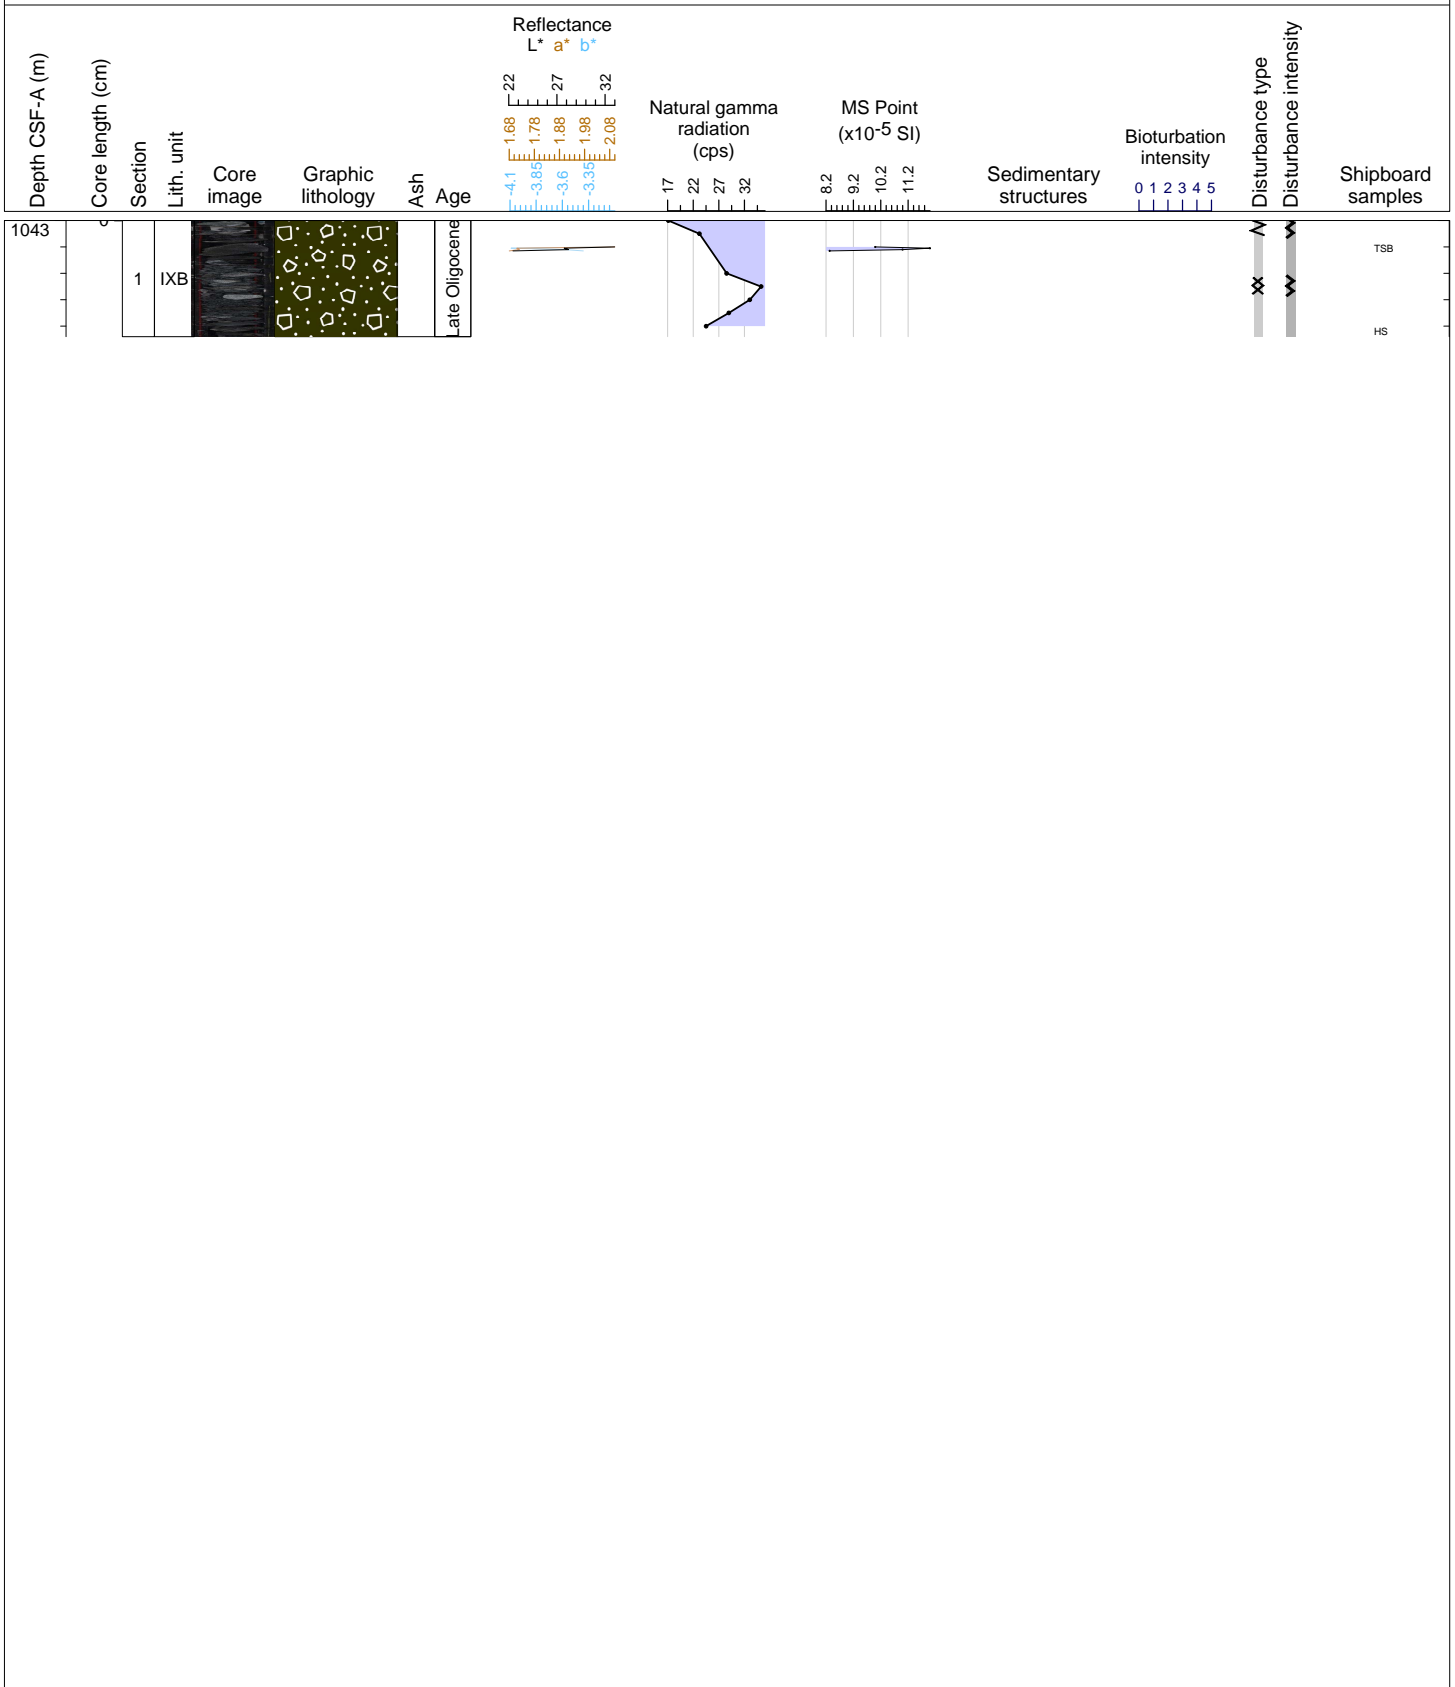 Depth CSF-A (m)
Core length (cm)
Section
Lith. unit
Core
image
Graphic
lithology
Ash
Age
Reflectance
L* a* b*
22 27 32
1.68 1.78 1.88 1.98 2.08
-4.1 -3.85 -3.6 -3.35
Natural gamma
radiation
(cps)
17 22 27 32
MS Point
(x10-5 SI)
8.2 9.2 10.2 11.2
Sedimentary
structures
Bioturbation
intensity
0 1 2 3 4 5
Disturbance type
Disturbance intensity
Shipboard
samples
1043
0
1
IXB
Late Oligocene
TSB
HS